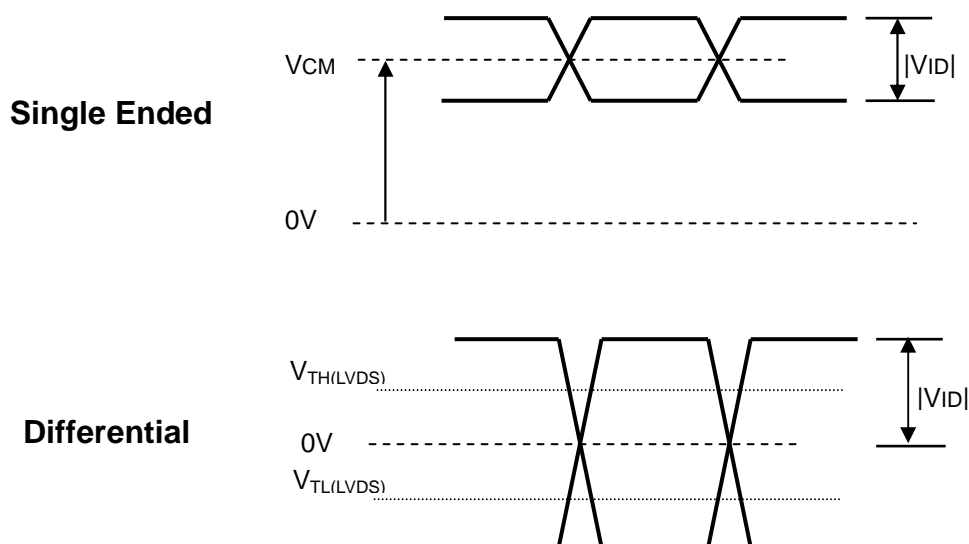 VCM
|VID|
Single Ended
0V
VTH(LVDS)
|VID|
Differential
0V
VTL(LVDS)